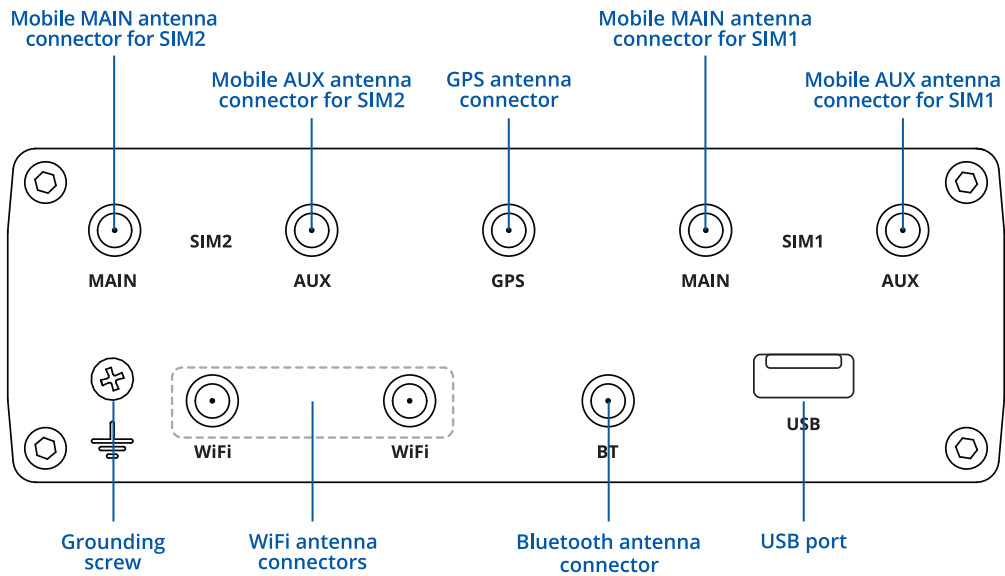 Mobile MAIN antenna
connector for SIM2
Mobile AUX antenna
connector for SIM2
GPS antenna
connector
Mobile MAIN antenna
connector for SIM1
Mobile AUX antenna
connector for SIM1
SIM2
SIM1
MAIN
AUX
GPS
MAIN
AUX
USB
WiFi
WiFi
BT
Grounding
screw
WiFi antenna
connectors
Bluetooth antenna
connector
USB port